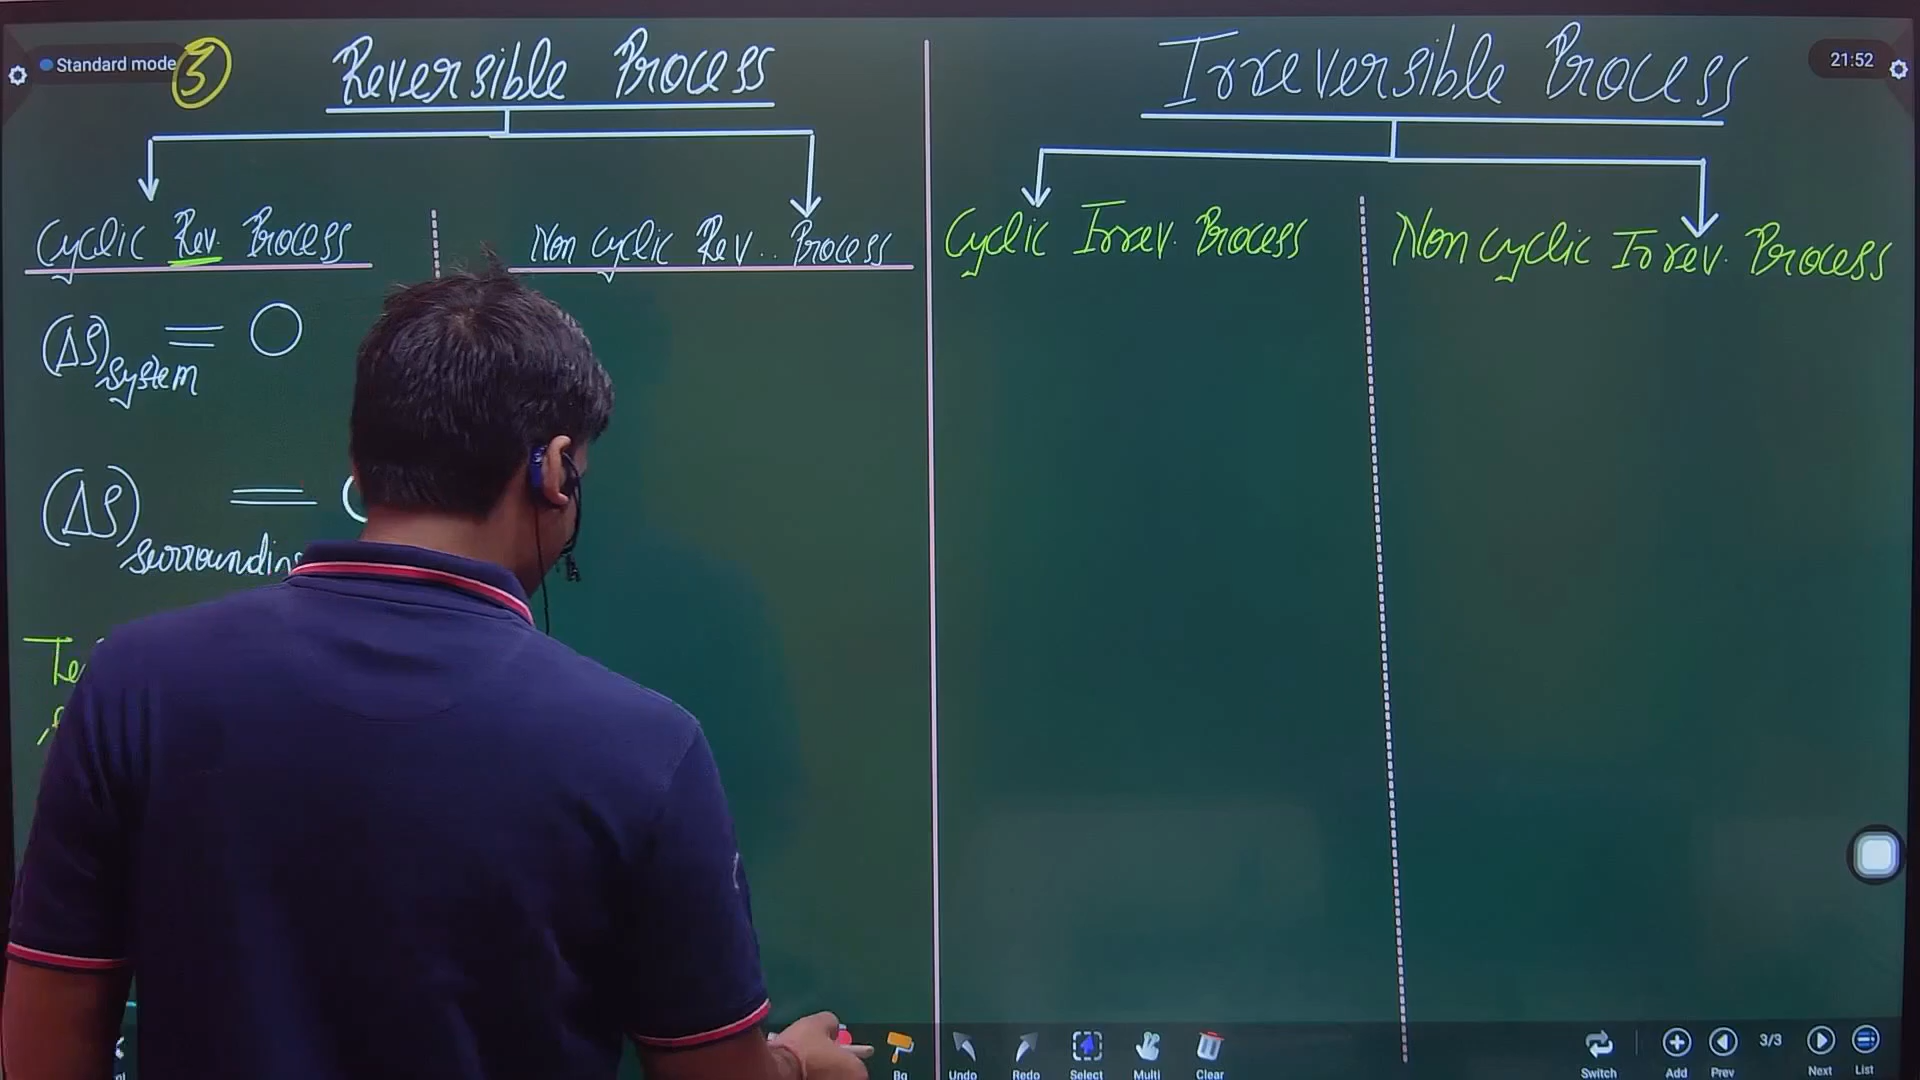 Standard mode
3
Reversible Process
Irreversible Process
21:52
Cyclic Rev. Process
Non Cyclic Rev.. Process
Cyclic Irrev. Process
Non cyclic Irrev. Process
(ΔS)system = 0
(ΔS) =
Bg
Undo
Redo
Select
Multi
Clear
Switch
Add
Prev
3/3
Next
List